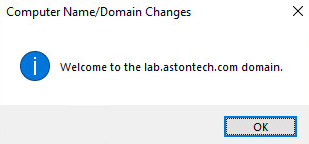 Computer Name/Domain Changes
Welcome to the lab.astontech.com domain.
OK